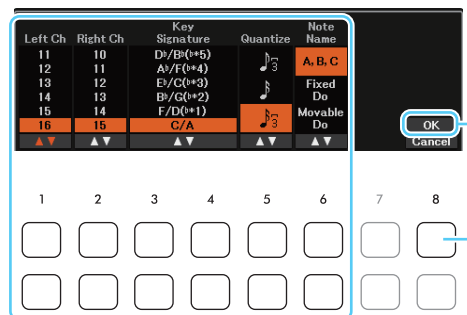 Left Ch Right Ch Key Signature Quantize Note Name
11 10 D♭/B♭(♭*5) 3 A, B, C
12 11 A♭/F(♭*4)
13 12 E♭/C(♭*3) Fixed Do
14 13 B♭/G(♭*2)
15 14 F/D(♭*1) 3 Movable Do
16 15 C/A OK
▲▼ ▲▼ ▲▼ ▲▼ ▲▼ Cancel
1 2 3 4 5 6 7 8